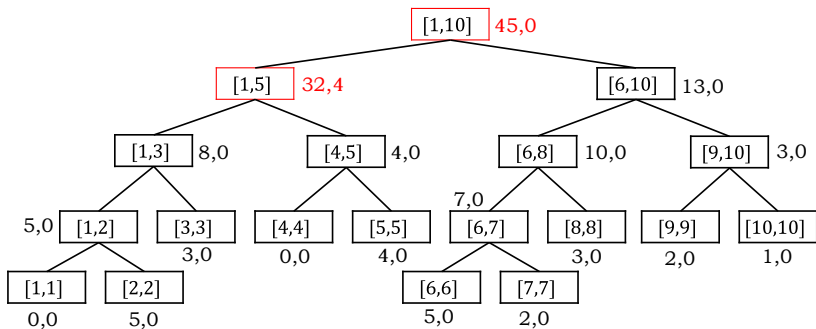 [1,10] 45,0
[1,5] 32,4 [6,10] 13,0
[1,3] 8,0 [4,5] 4,0 [6,8] 10,0 [9,10] 3,0
5,0 [1,2] [3,3] [4,4] [5,5] 7,0 [6,7] [8,8] [9,9] [10,10]
3,0 0,0 4,0 3,0 2,0 1,0
[1,1] [2,2] [6,6] [7,7]
0,0 5,0 5,0 2,0